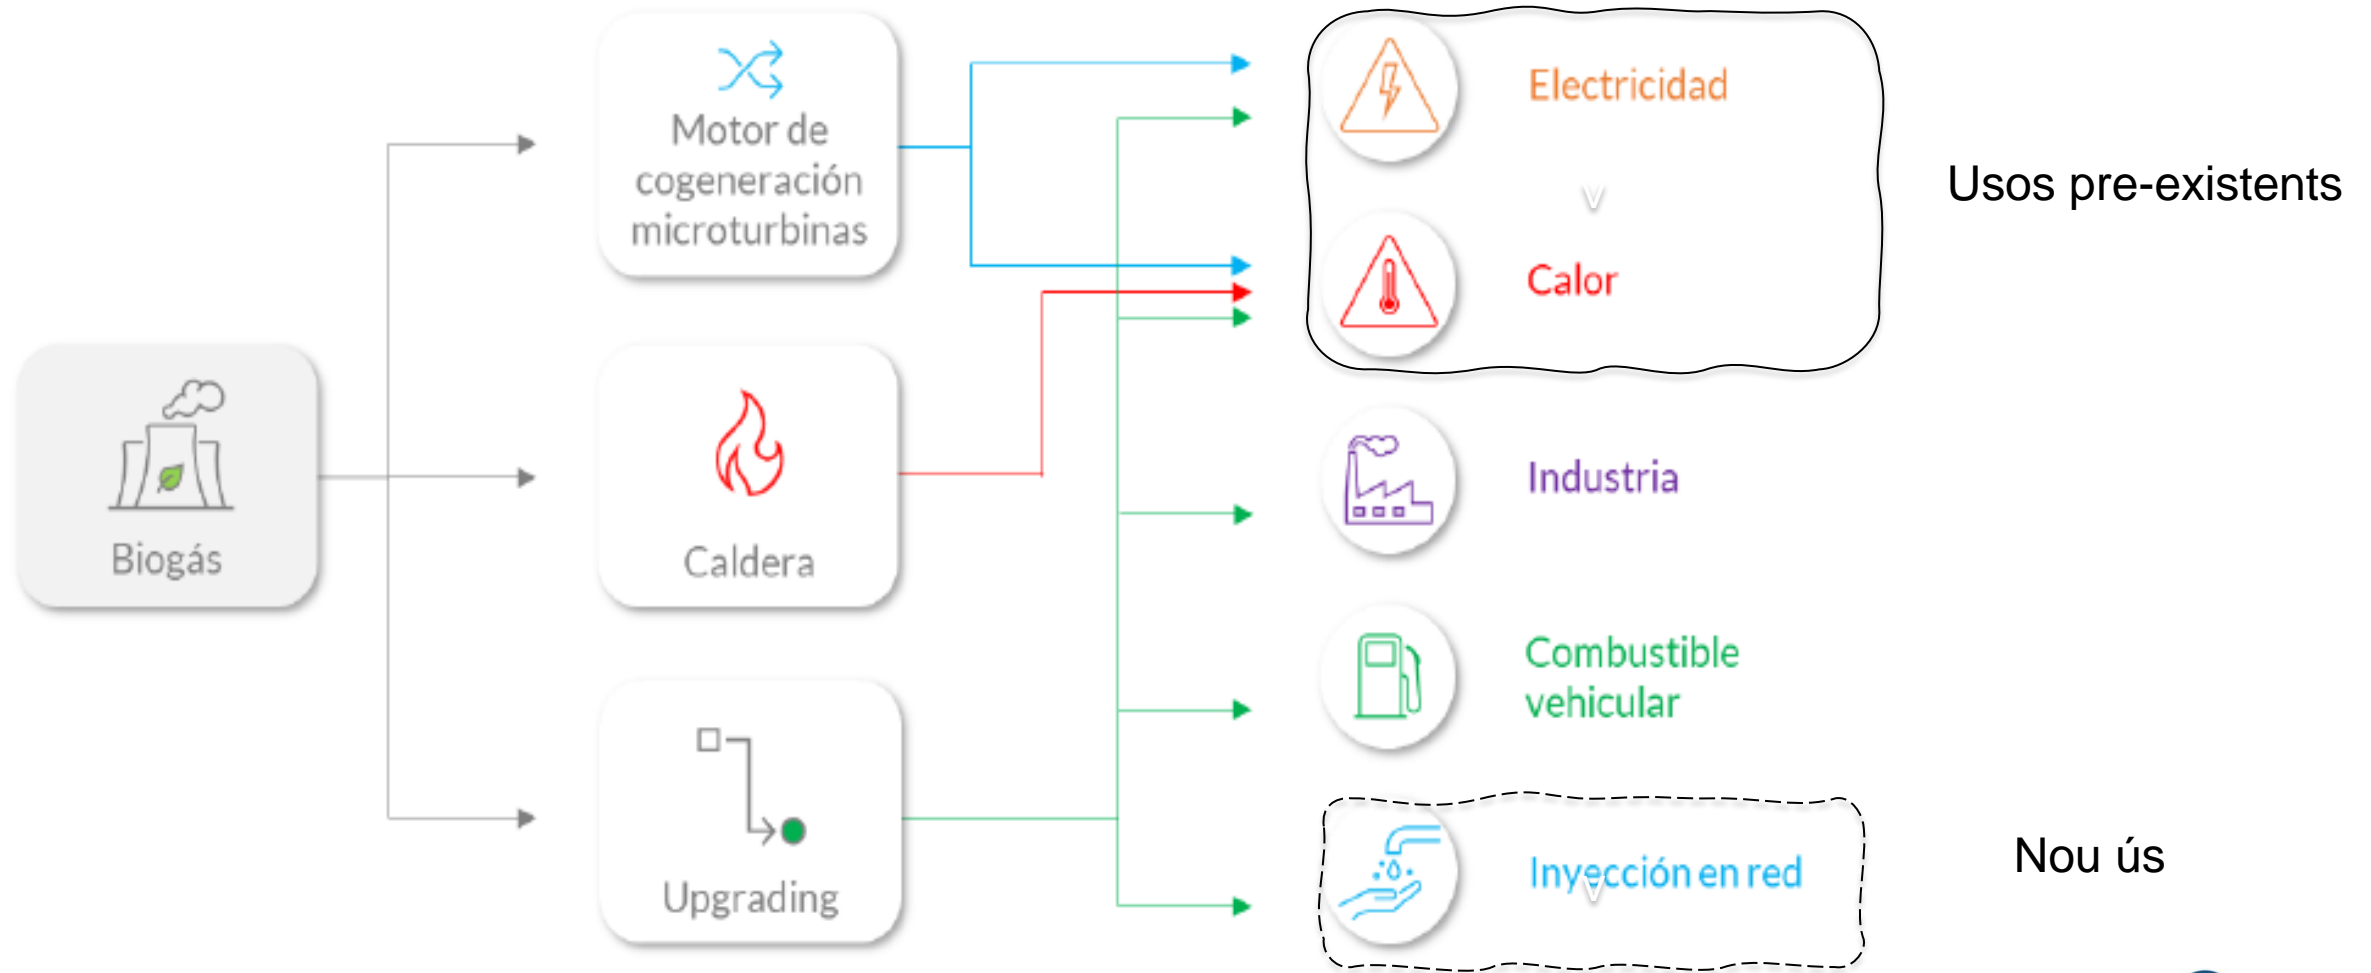 Biogás
Motor de
cogeneración
microturbinas
Caldera
Upgrading
Electricidad
v
Calor
Usos pre-existents
Industria
Combustible
vehicular
Inyección en red
v
Nou ús